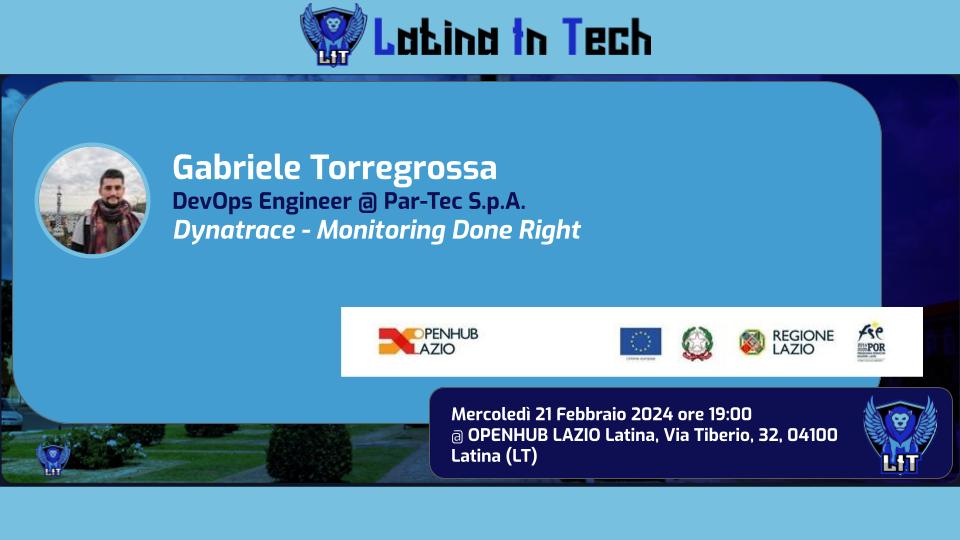 LIT
Latina In Tech
Gabriele Torregrossa
DevOps Engineer @ Par-Tec S.p.A.
Dynatrace - Monitoring Done Right
OPENHUB
LAZIO
REGIONE
LAZIO
fse
POR
Mercoledì 21 Febbraio 2024 ore 19:00
@ OPENHUB LAZIO Latina, Via Tiberio, 32, 04100
Latina (LT)
LIT
LIT